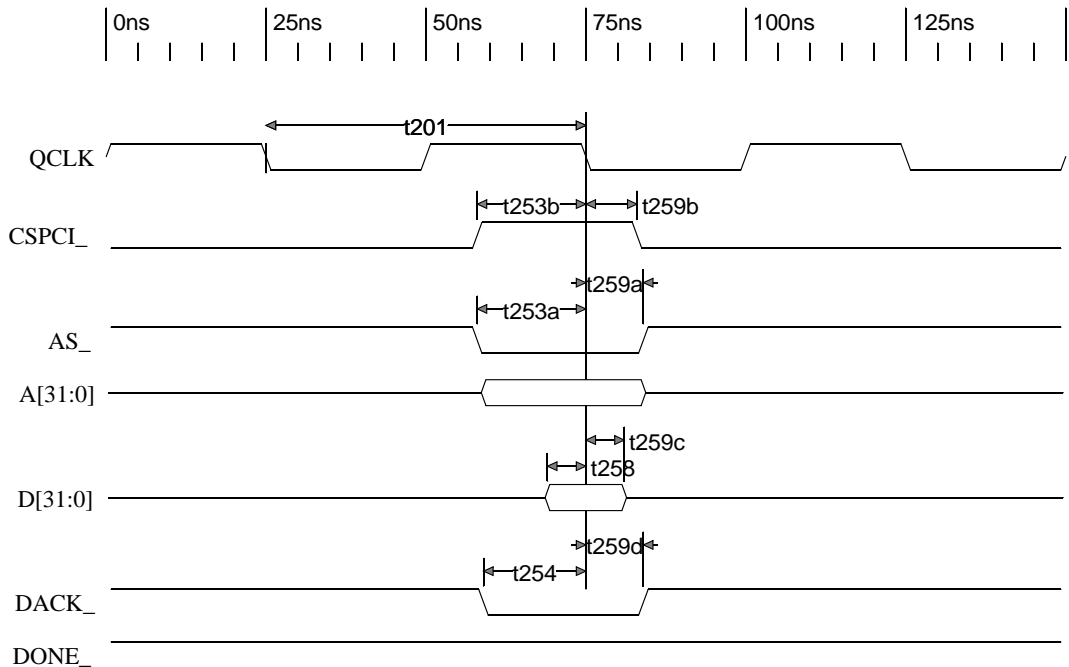 0ns 25ns 50ns 75ns 100ns 125ns
t201
QCLK
t253b t259b
CSPCI_
t259a
t253a
AS_
A[31:0]
t259c
t258
D[31:0]
t259d
t254
DACK_
DONE_